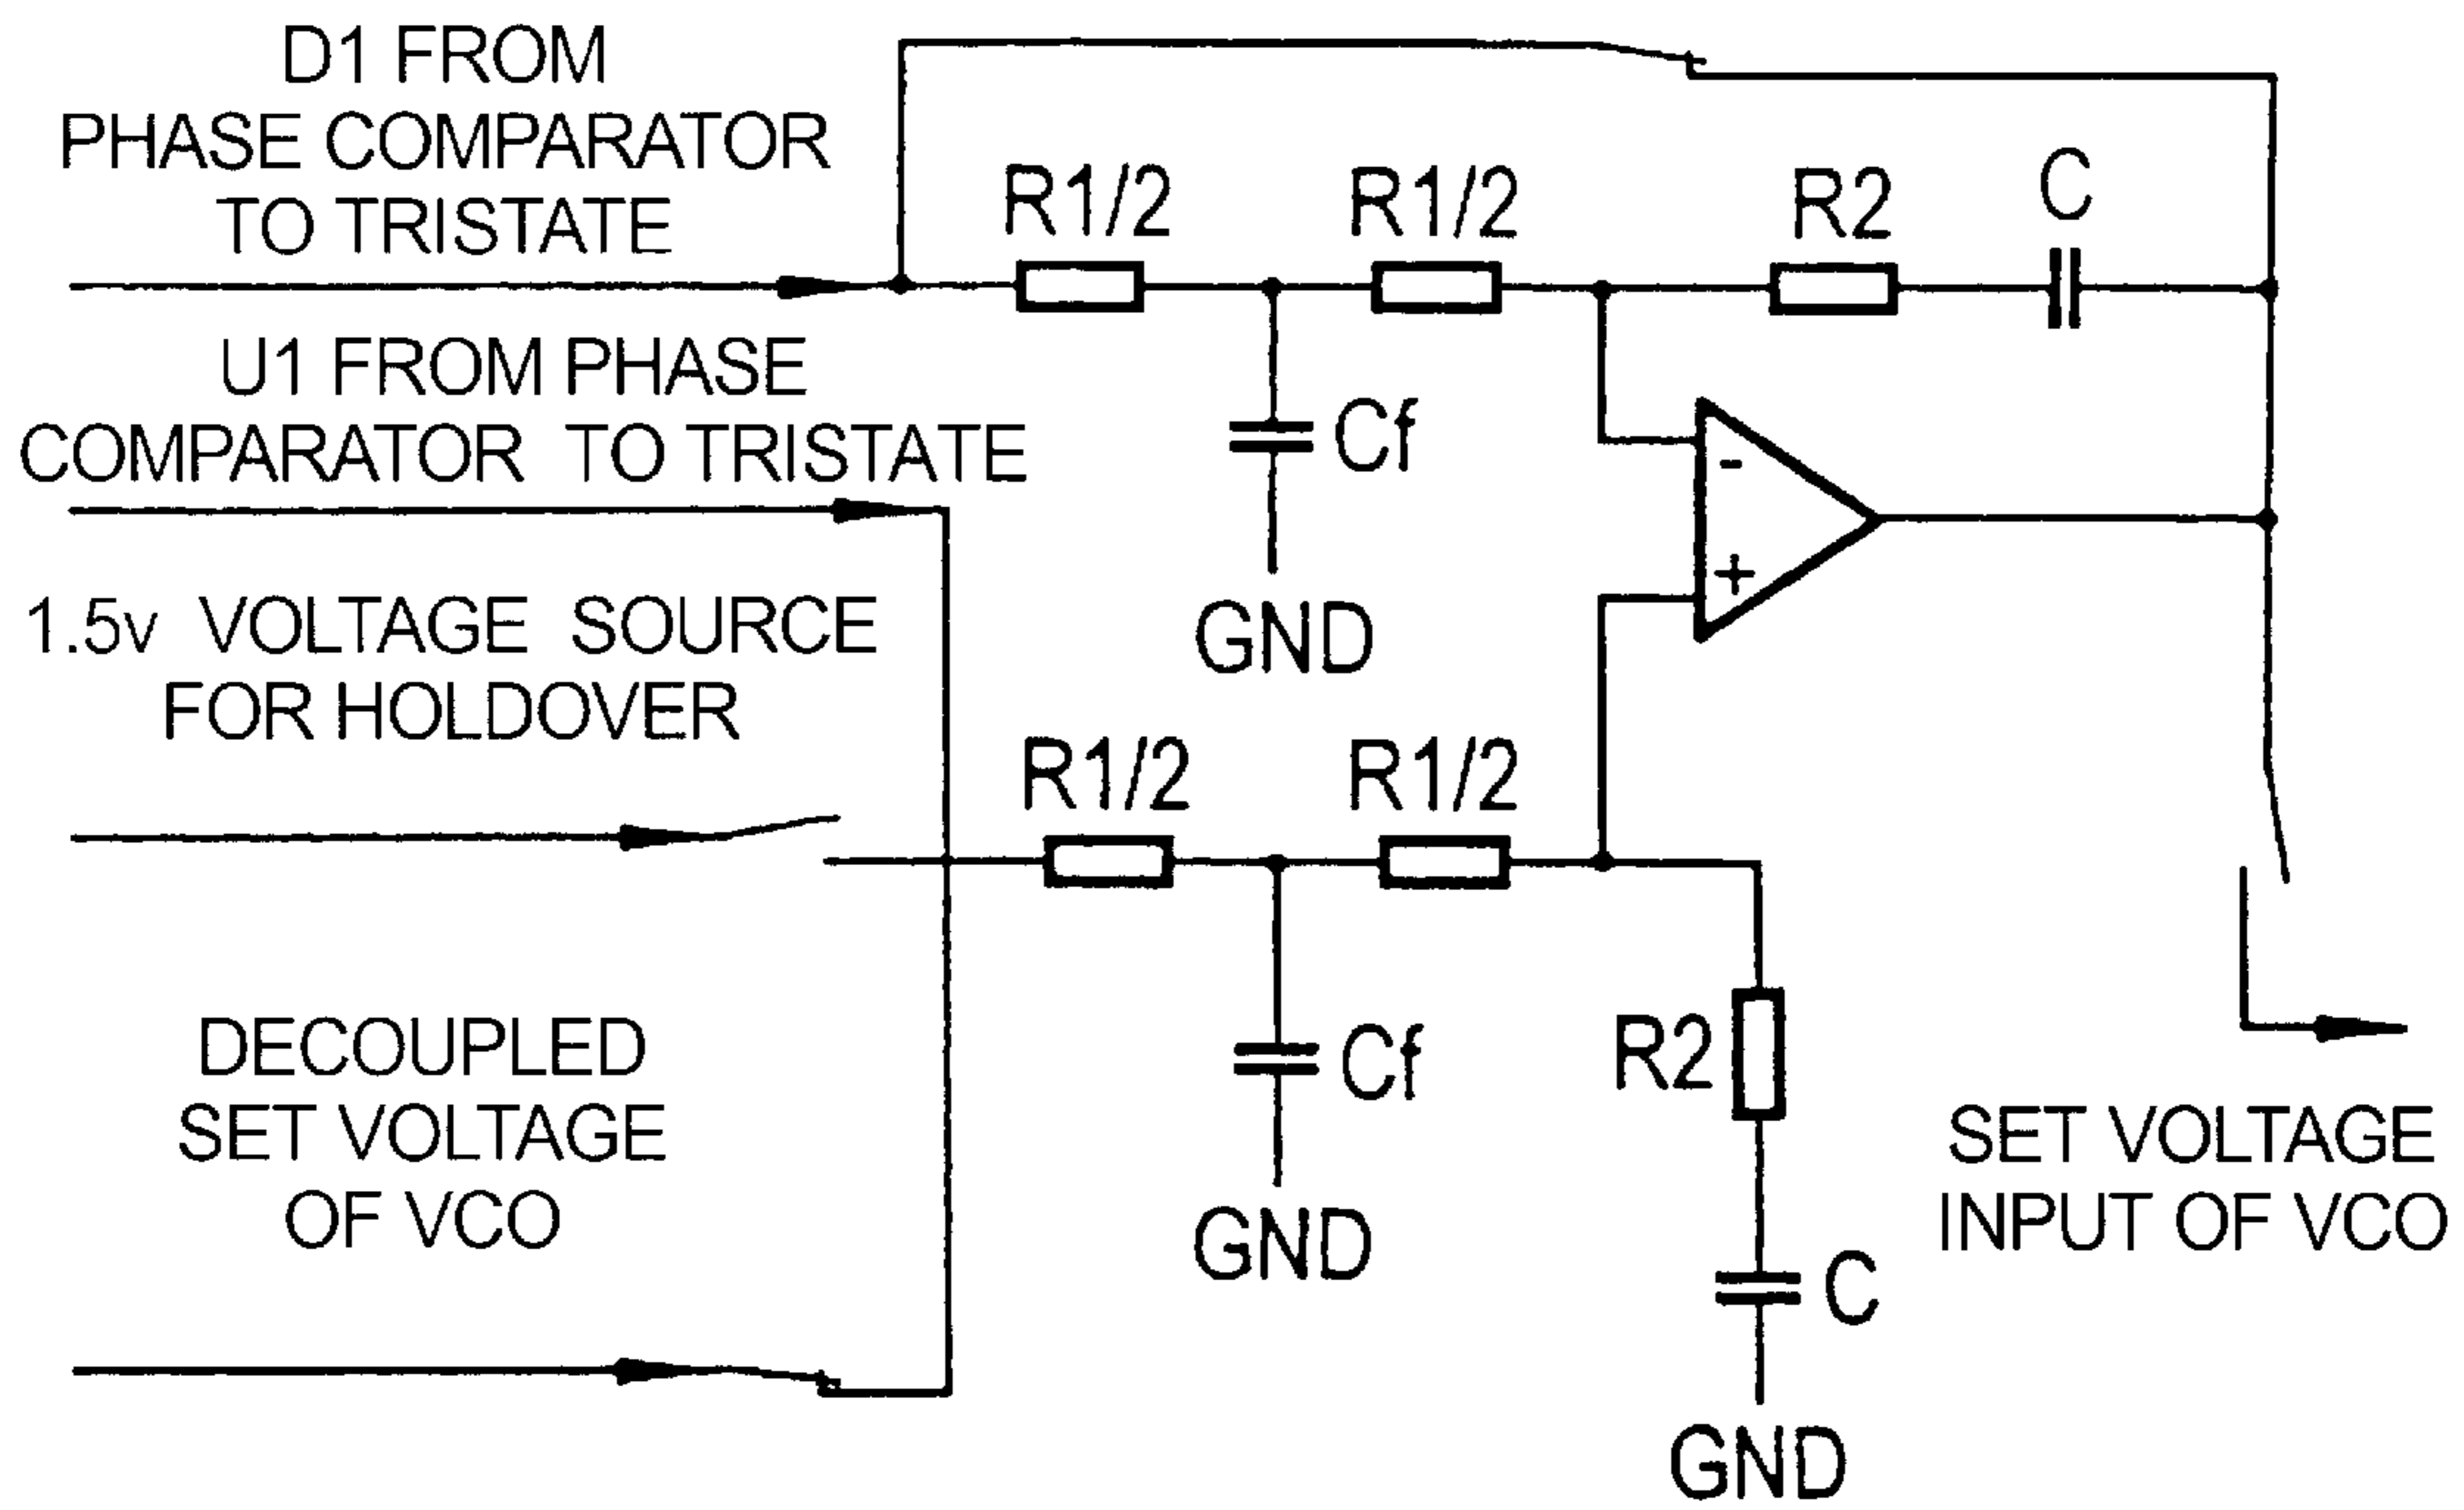 D1 FROM
PHASE COMPARATOR
TO TRISTATE
R1/2
R1/2
R2
C
U1 FROM PHASE
COMPARATOR TO TRISTATE
Cf
-
+
GND
1.5v VOLTAGE SOURCE
FOR HOLDOVER
R1/2
R1/2
DECOUPLED
SET VOLTAGE
OF VCO
Cf
R2
GND
C
GND
SET VOLTAGE
INPUT OF VCO